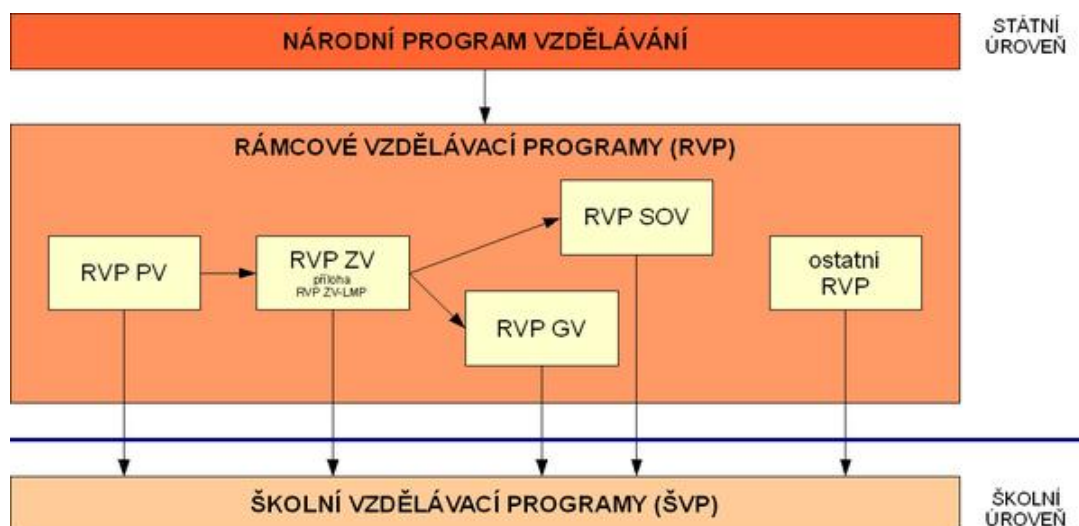 NÁRODNÍ PROGRAM VZDĚLÁVÁNÍ
STÁTNÍ
ÚROVEŇ
RÁMCOVÉ VZDĚLÁVACÍ PROGRAMY (RVP)
RVP PV
RVP ZV
příloha
RVP ZV-LMP
RVP SOV
RVP GV
ostatní
RVP
ŠKOLNÍ VZDĚLÁVACÍ PROGRAMY (ŠVP)
ŠKOLNÍ
ÚROVEŇ